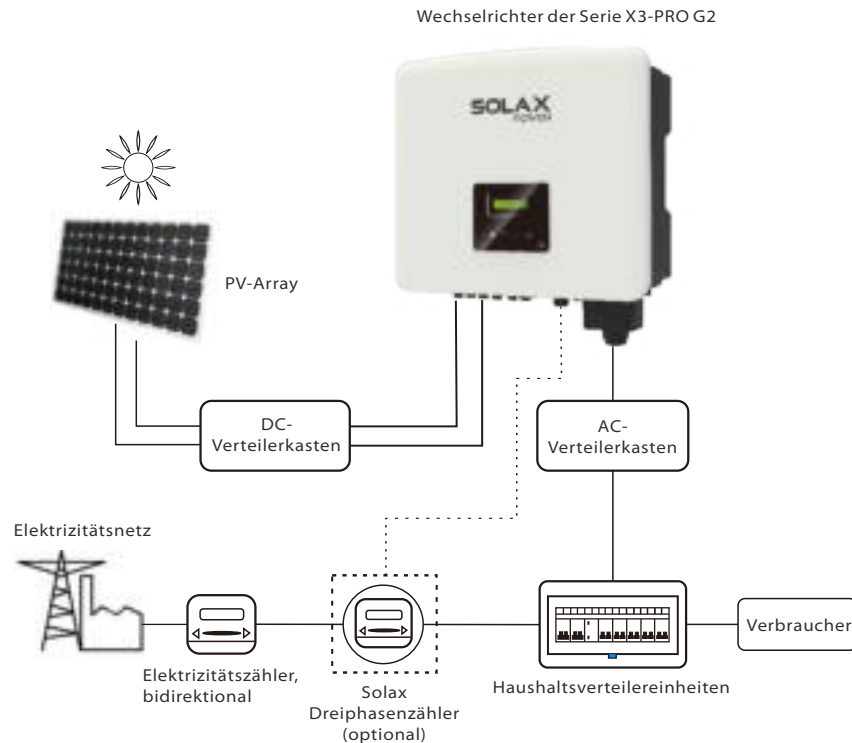 Wechselrichter der Serie X3-PRO G2
SOLAX
POWER
PV-Array
DC-
Verteilerkasten
AC-
Verteilerkasten
Elektrizitätsnetz
Elektrizitätszähler,
bidirektional
Solax
Dreiphasenzähler
(optional)
Haushaltsverteilereinheiten
Verbraucher